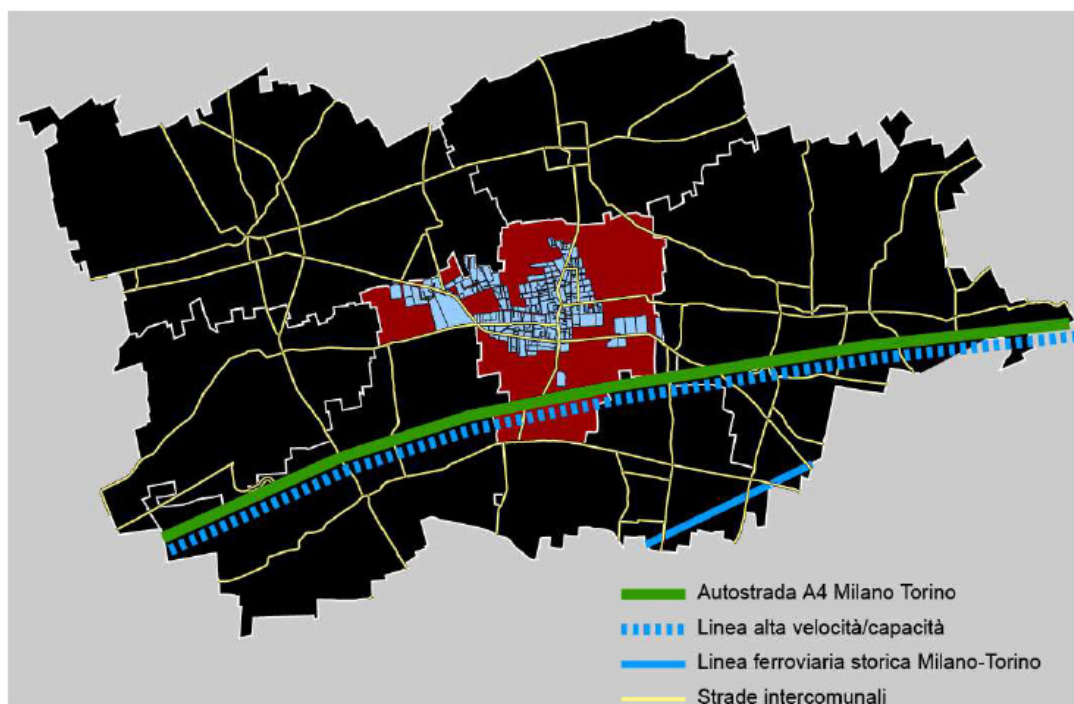 Autostrada A4 Milano Torino
Linea alta velocità/capacità
Linea ferroviaria storica Milano-Torino
Strade intercomunali